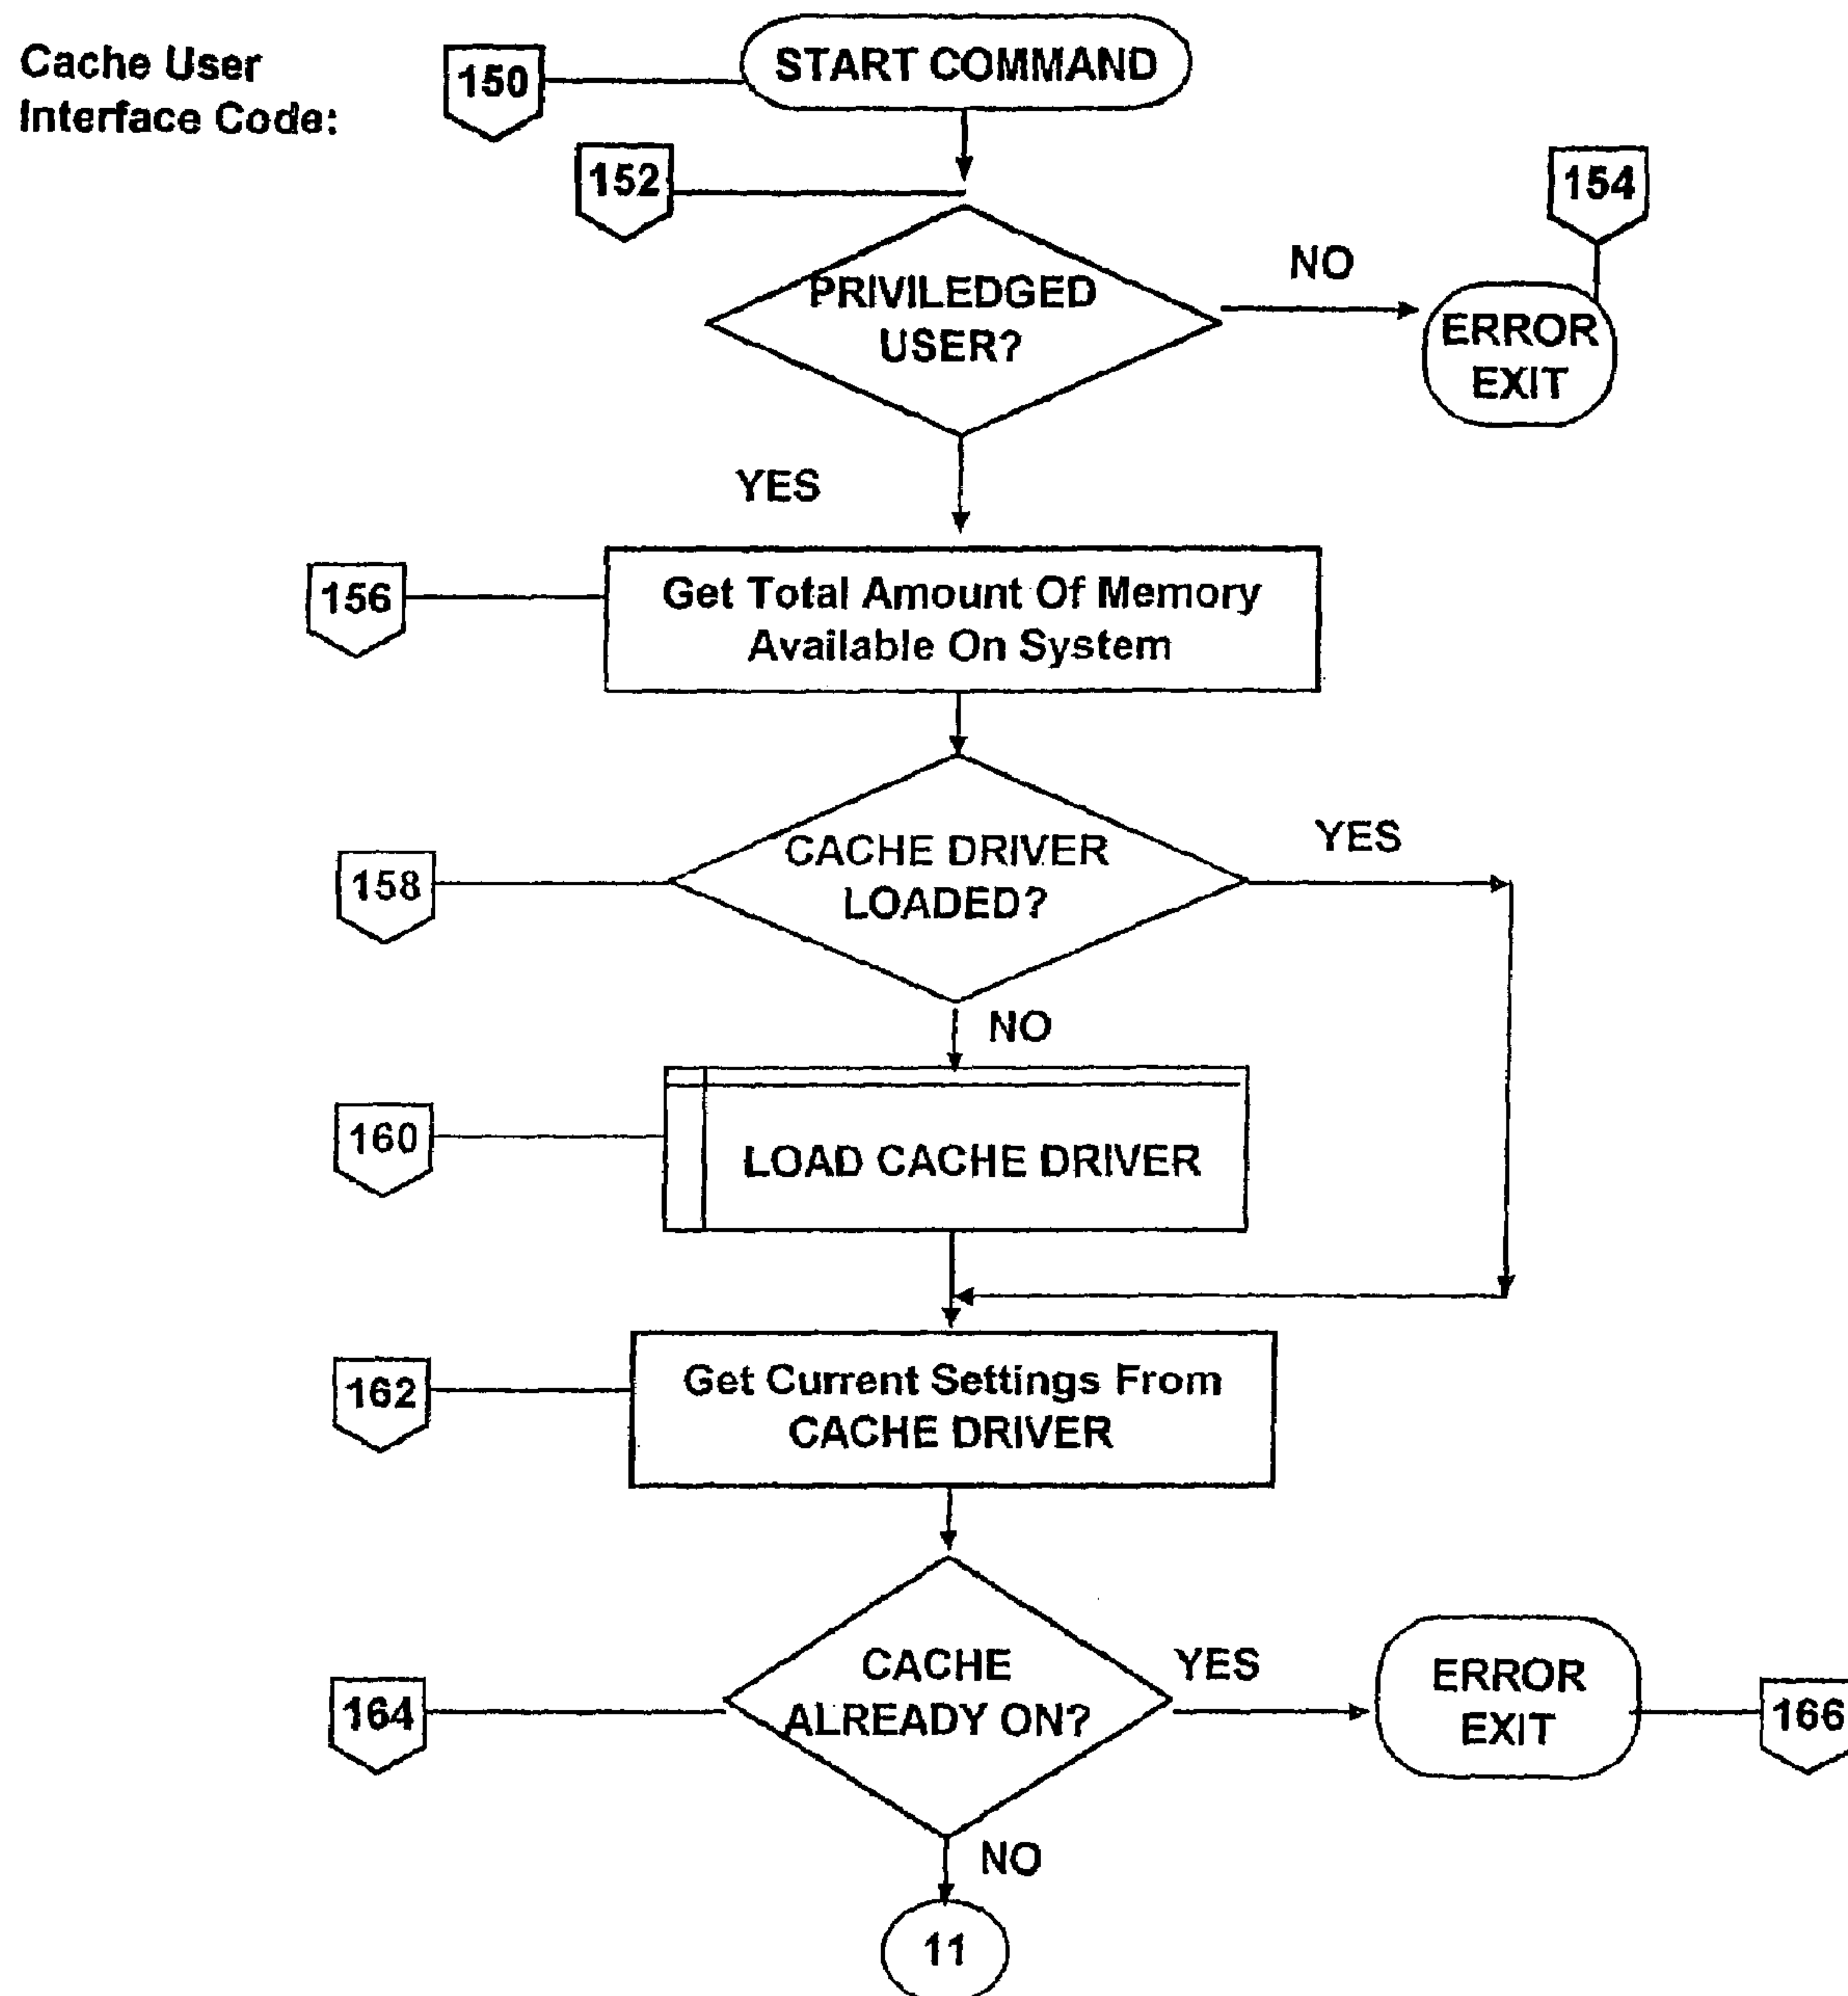 Cache User
Interface Code:
150
START COMMAND
152
154
PRIVILEDGED
USER?
NO
ERROR
EXIT
YES
156
Get Total Amount Of Memory
Available On System
158
CACHE DRIVER
LOADED?
YES
NO
160
LOAD CACHE DRIVER
162
Get Current Settings From
CACHE DRIVER
164
CACHE
ALREADY ON?
YES
ERROR
EXIT
166
NO
11